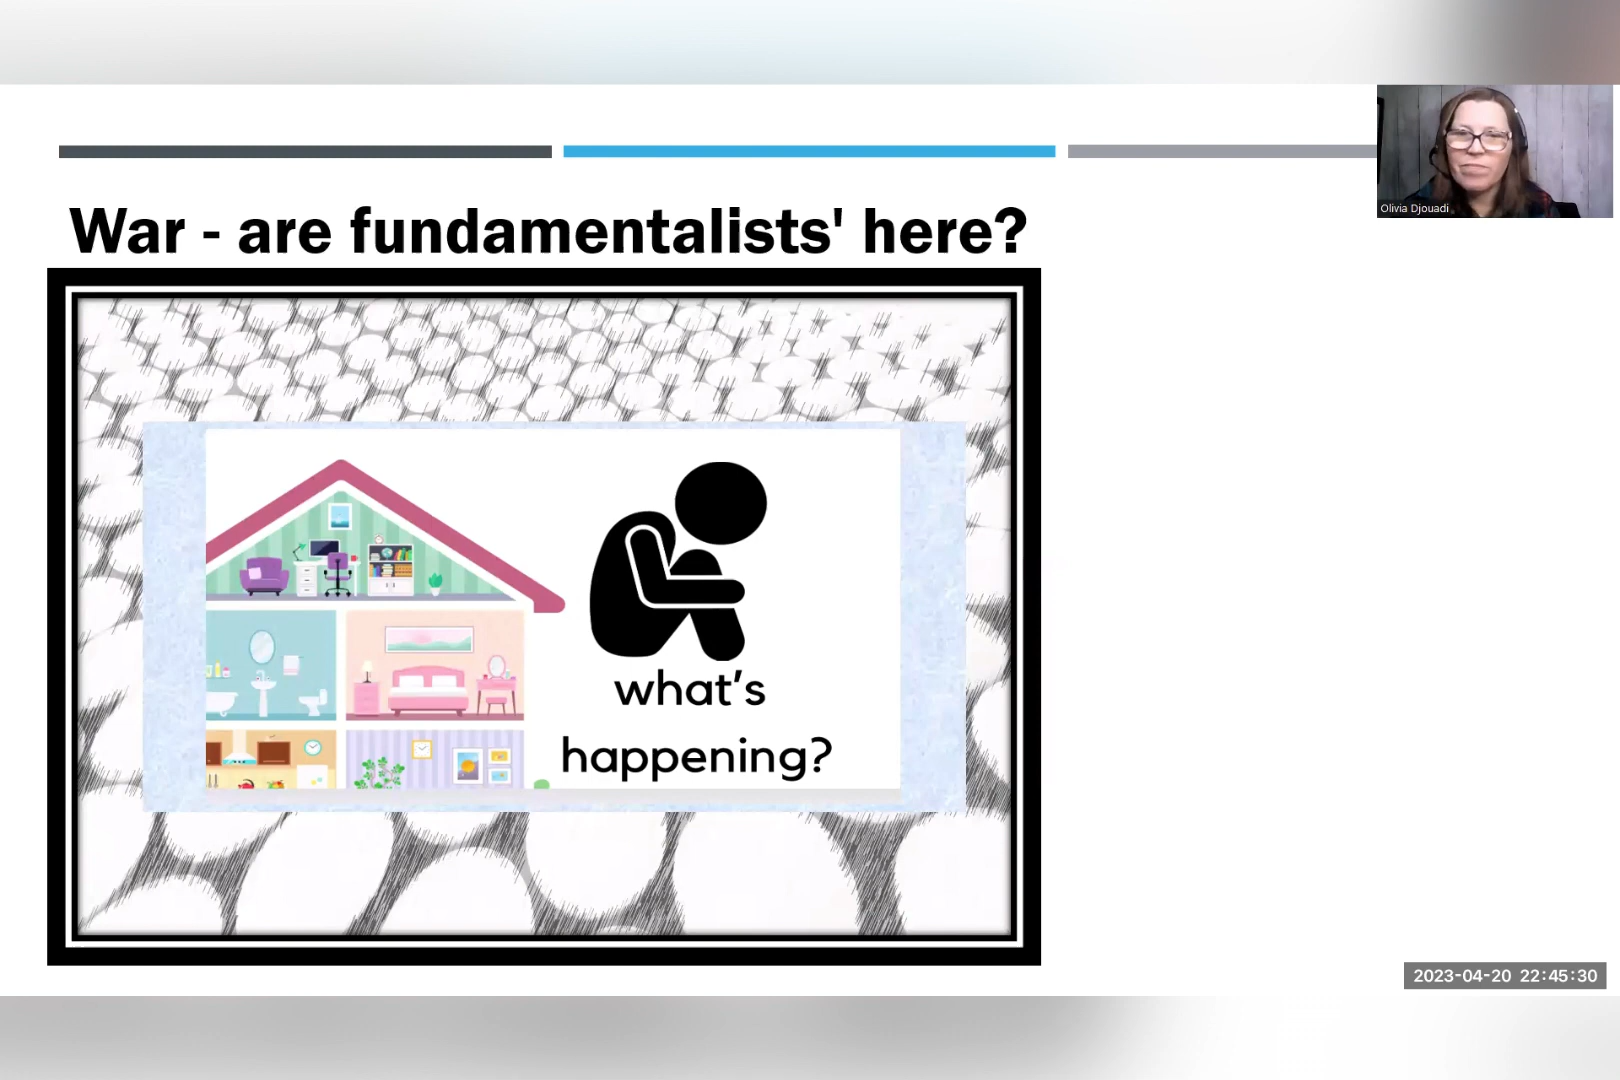 Olivia Djouadi
War - are fundamentalists' here?
what's
happening?
2023-04-20 22:45:30